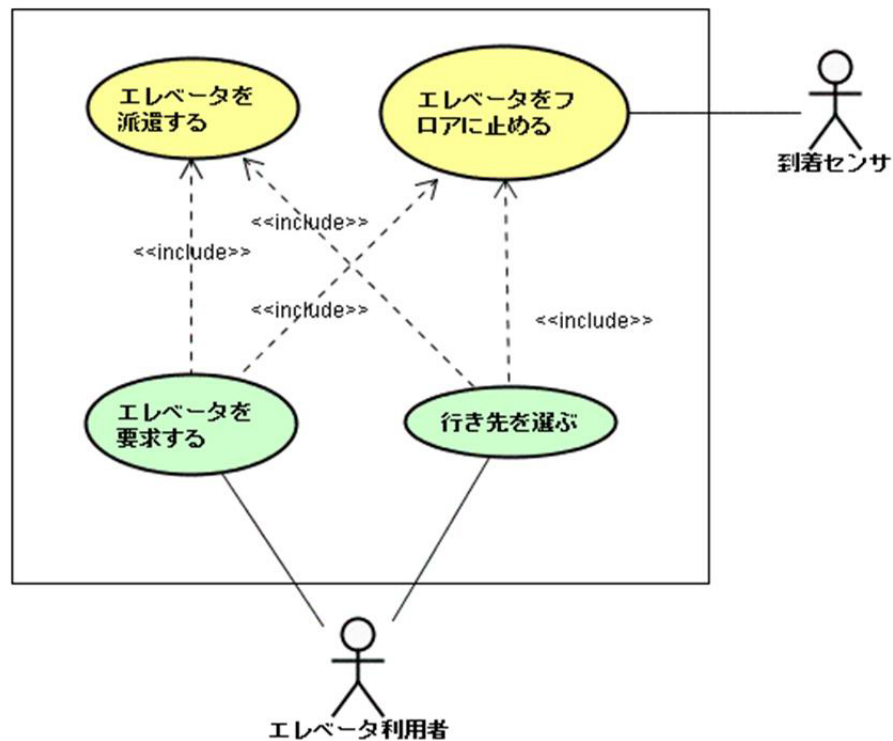 エレベータを
派遣する
エレベータをフ
ロアに止める
到着センサ
<<include>>
<<include>>
<<include>>
<<include>>
エレベータを
要求する
行き先を選ぶ
エレベータ利用者